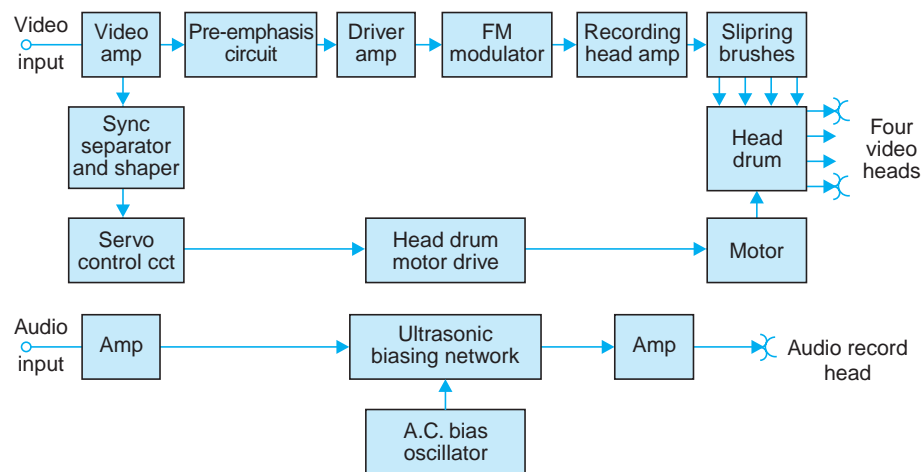 Video
input
Video
amp
Pre-emphasis
circuit
Driver
amp
FM
modulator
Recording
head amp
Slipring
brushes
Sync
separator
and shaper
Head
drum
Four
video
heads
Servo
control cct
Head drum
motor drive
Motor
Audio
input
Amp
Ultrasonic
biasing network
Amp
Audio record
head
A.C. bias
oscillator